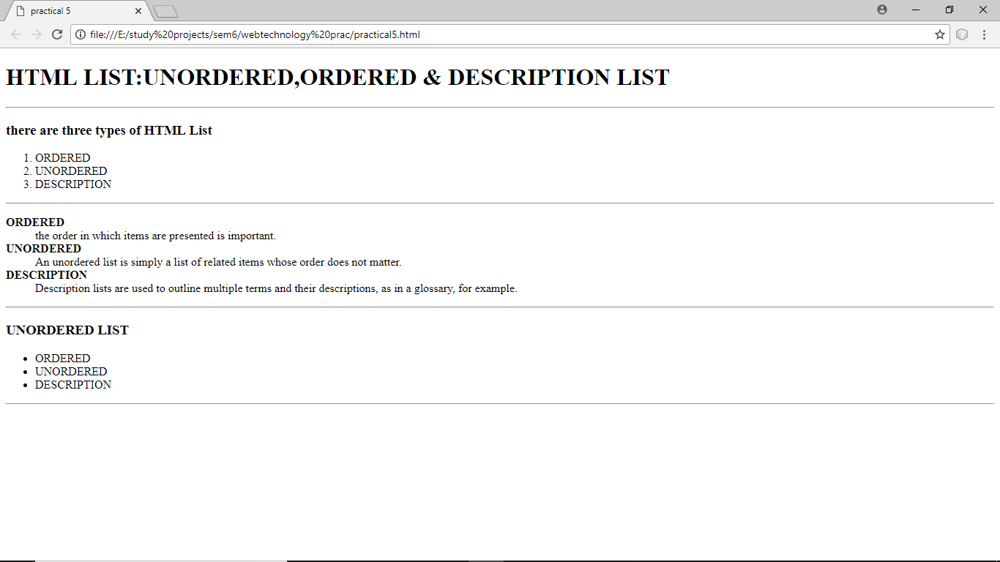 practical 5
file:///E:/study%20projects/sem6/webtechnology%20prac/practical5.html
HTML LIST:UNORDERED,ORDERED & DESCRIPTION LIST
there are three types of HTML List
1. ORDERED
2. UNORDERED
3. DESCRIPTION
ORDERED
the order in which items are presented is important.
UNORDERED
An unordered list is simply a list of related items whose order does not matter.
DESCRIPTION
Description lists are used to outline multiple terms and their descriptions, as in a glossary, for example.
UNORDERED LIST
• ORDERED
• UNORDERED
• DESCRIPTION